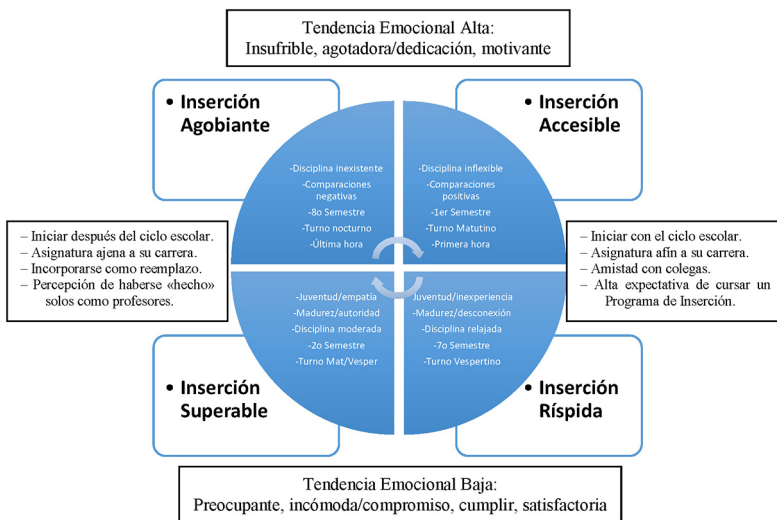 Tendencia Emocional Alta:
Insufrible, agotadora/dedicación, motivante
• Inserción
Agobiante
• Inserción
Accesible
-Disciplina inexistente
-Comparaciones
negativas
-8o Semestre
-Turno nocturno
-Última hora
-Disciplina inflexible
-Comparaciones
positivas
-1er Semestre
-Turno Matutino
-Primera hora
– Iniciar después del ciclo escolar.
– Asignatura ajena a su carrera.
– Incorporarse como reemplazo.
– Percepción de haberse «hecho»
solos como profesores.
– Iniciar con el ciclo escolar.
– Asignatura afín a su carrera.
– Amistad con colegas.
– Alta expectativa de cursar un
Programa de Inserción.
-Juventud/empatía
-Madurez/autoridad
-Disciplina moderada
-2o Semestre
-Turno Mat/Vesper
Juventud/inexperiencia
-Madurez/desconexión
-Disciplina relajada
-7o Semestre
-Turno Vespertino
• Inserción
Superable
• Inserción
Ríspida
Tendencia Emocional Baja:
Preocupante, incómoda/compromiso, cumplir, satisfactoria